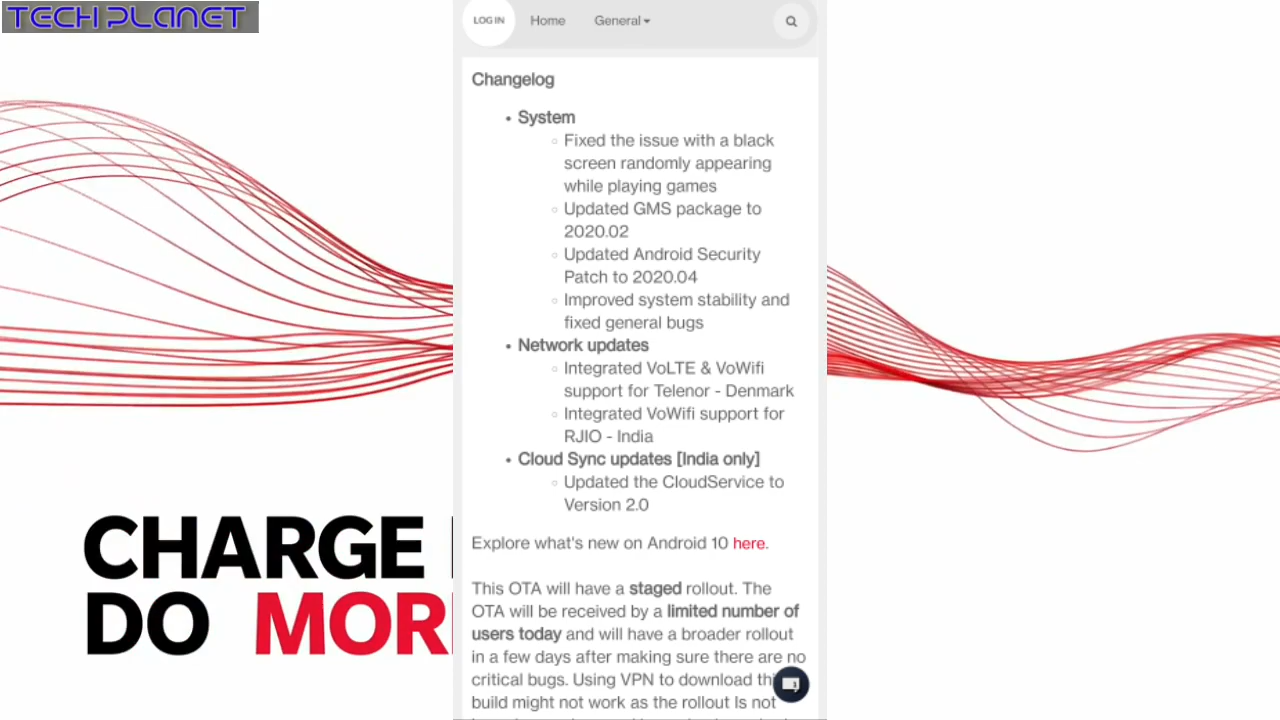 TECH PLANET
LOG IN
Home
General
Changelog
• System
○ Fixed the issue with a black
screen randomly appearing
while playing games
○ Updated GMS package to
2020.02
○ Updated Android Security
Patch to 2020.04
○ Improved system stability and
fixed general bugs
• Network updates
○ Integrated VoLTE & VoWifi
support for Telenor - Denmark
○ Integrated VoWifi support for
RJIO - India
• Cloud Sync updates [India only]
○ Updated the CloudService to
Version 2.0
Explore what's new on Android 10 here.
This OTA will have a staged rollout. The
OTA will be received by a limited number of
users today and will have a broader rollout
in a few days after making sure there are no
critical bugs. Using VPN to download
build might not work as the rollout Is not
CHARGE
DO MOR